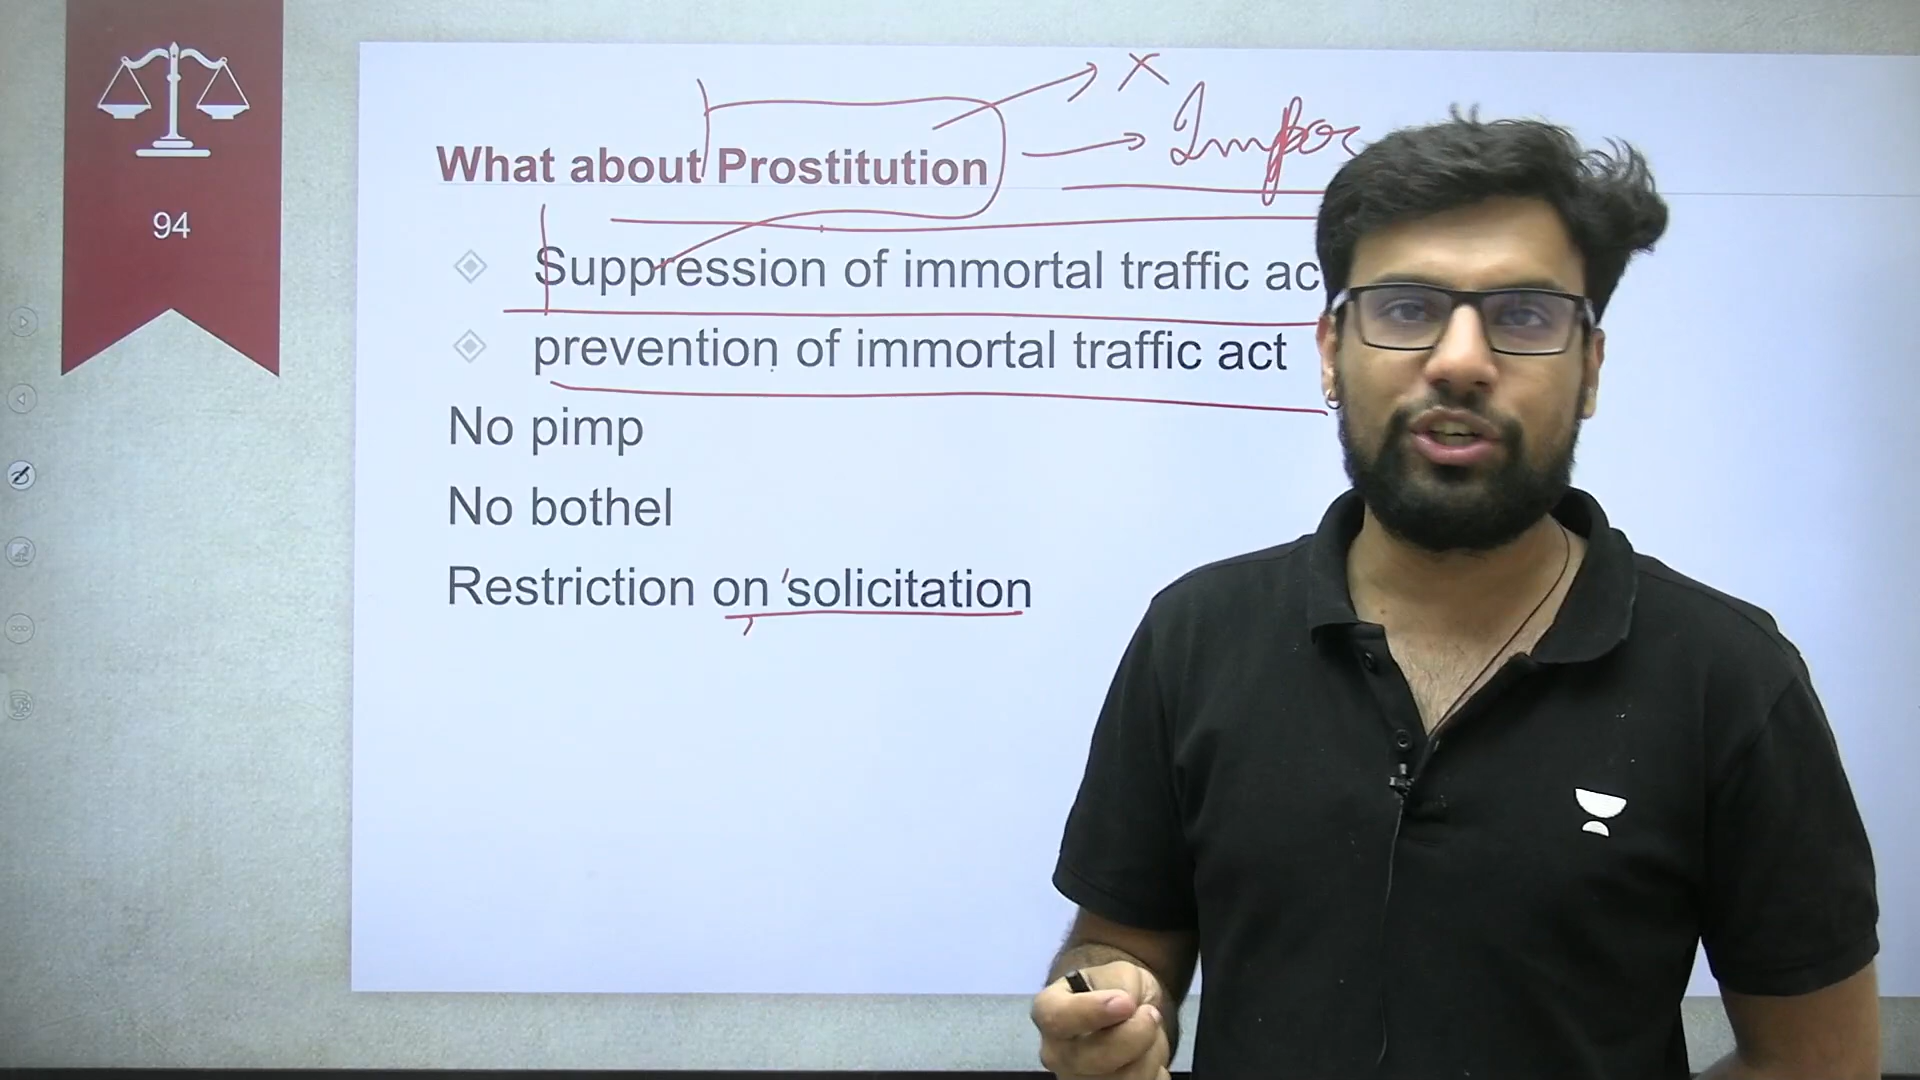 94
What about Prostitution
Suppression of immortal traffic
prevention of immortal traffic act
No pimp
No bothel
Restriction on 'solicitation